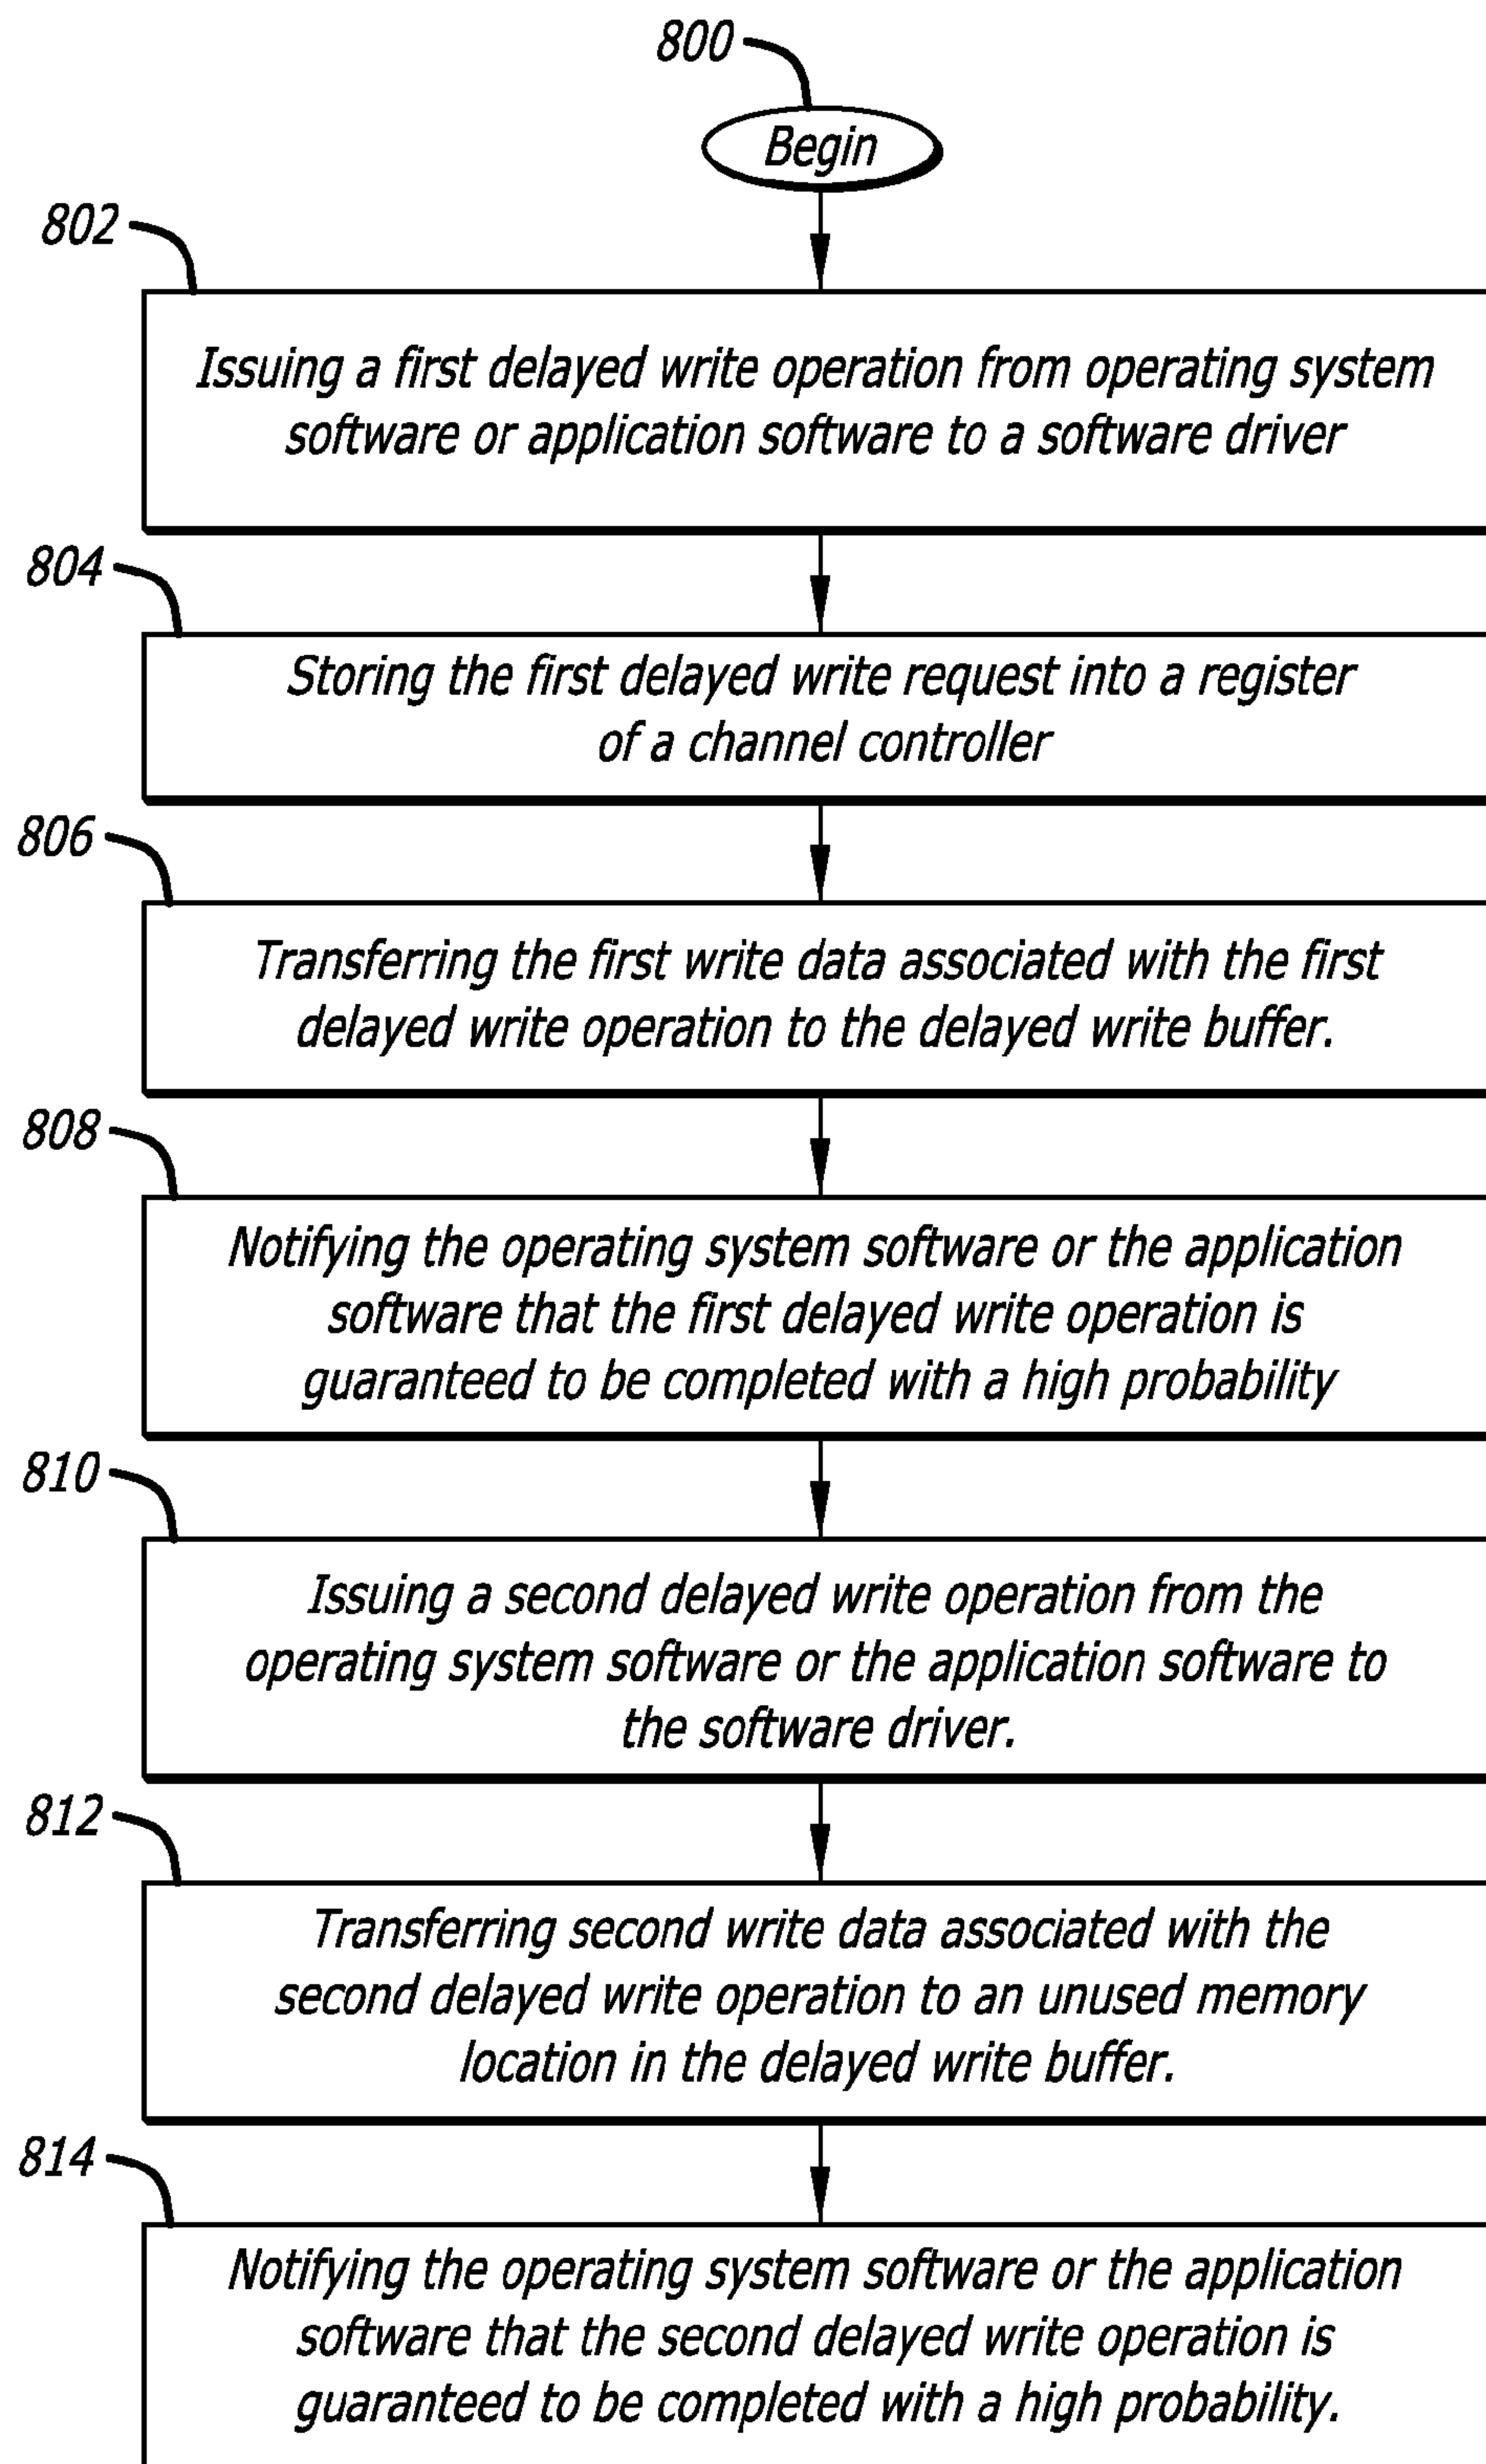 800
Begin
802
Issuing a first delayed write operation from operating system
software or application software to a software driver
804
Storing the first delayed write request into a register
of a channel controller
806
Transferring the first write data associated with the first
delayed write operation to the delayed write buffer.
808
Notifying the operating system software or the application
software that the first delayed write operation is
guaranteed to be completed with a high probability
810
Issuing a second delayed write operation from the
operating system software or the application software to
the software driver.
812
Transferring second write data associated with the
second delayed write operation to an unused memory
location in the delayed write buffer.
814
Notifying the operating system software or the application
software that the second delayed write operation is
guaranteed to be completed with a high probability.